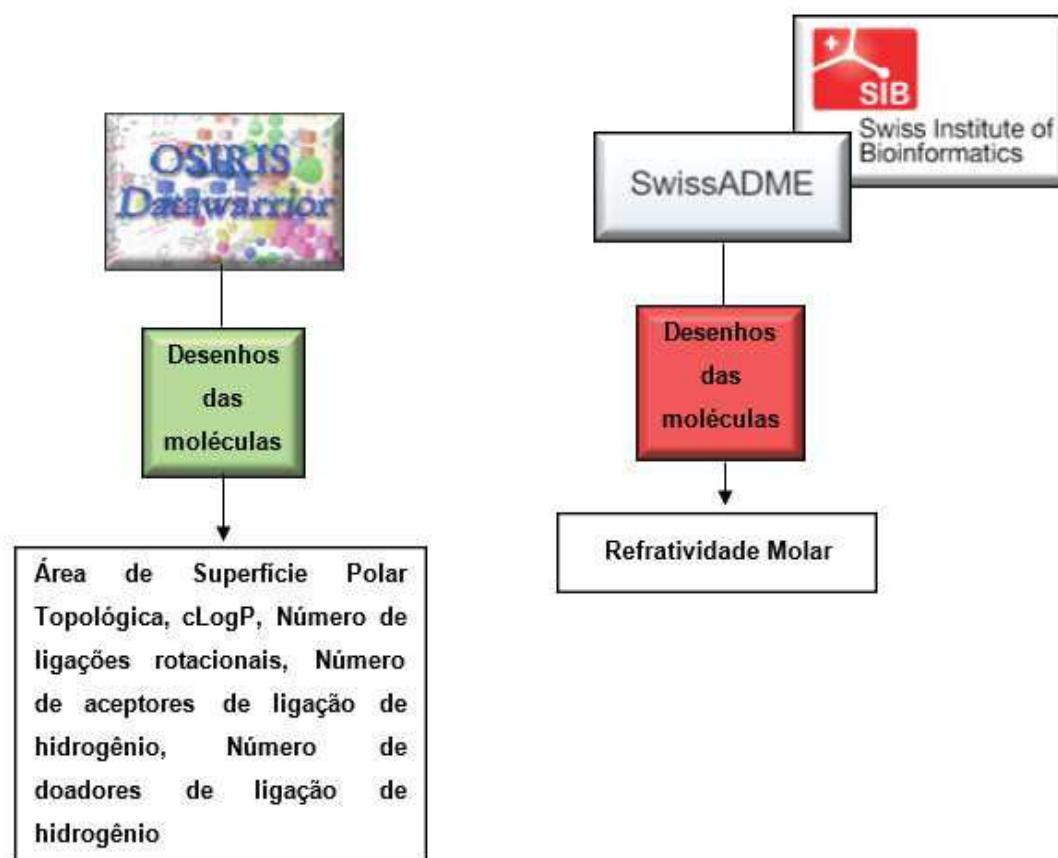 OSIRIS
Datawarrior
Desenhos
das
moléculas
Área de Superfície Polar
Topológica, cLogP, Número de
ligações rotacionais, Número
de aceptores de ligação de
hidrogênio, Número de
doadores de ligação de
hidrogênio
SIB
Swiss Institute of
Bioinformatics
SwissADME
Desenhos
das
moléculas
Refratividade Molar